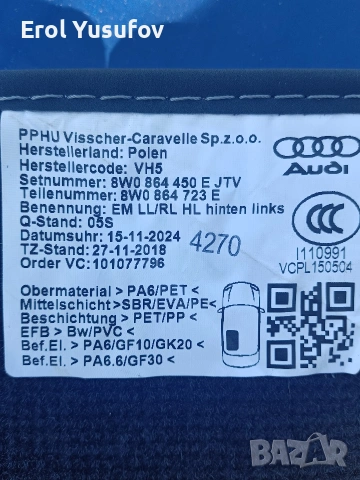 Erol Yusufov
PPHU Visscher-Caravelle Sp.z.o.o.
Herstellerland: Polen
Herstellercode: VH5
Setnummer: 8W0 864 450 E JTV
Teilenummer: 8W0 864 723 E
Benennung: EM LL/RL HL hinten links
Q-Stand: 05S
Datumsuhr: 15-11-2024
TZ-Stand: 27-11-2018
Order VC: 101077796
4270
Audi
CCC
I110991
VCPL150504
Obermaterial > PA6/PET <
Mittelschicht >SBR/EVA/PE<
Beschichtung > PET/PP <
EFB > Bw/PVC <
Bef.El. > PA6/GF10/GK20 <
Bef.El. > PA6.6/GF30 <
BAZAR